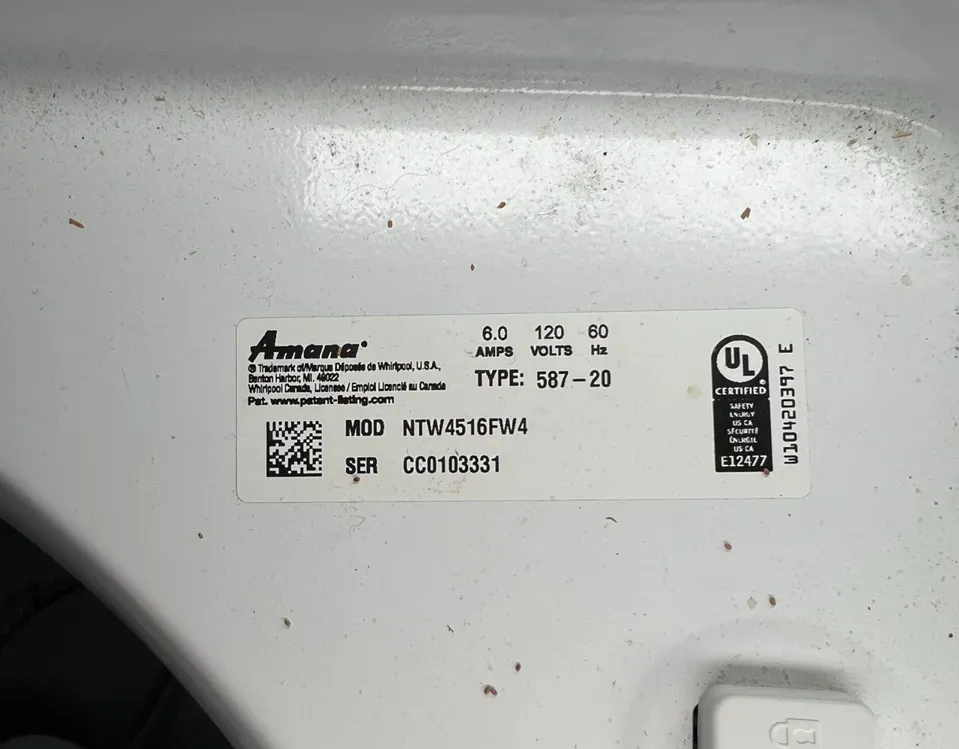 Amana®
6.0 120 60
AMPS VOLTS Hz
TYPE: 587-20
® Trademark of/Marque Déposée de Whirlpool, U.S.A.,
Benton Harbor, MI. 49022
Whirlpool Canada, Licensee / Emploi Licencié au Canada
Pat. www.patent-listing.com
MOD NTW4516FW4
SER CC0103331
UL
CERTIFIED
SAFETY
ENERGY
US CA
SÉCURITÉ
ÉNERGIE
US CA
E12477
W10420397 E